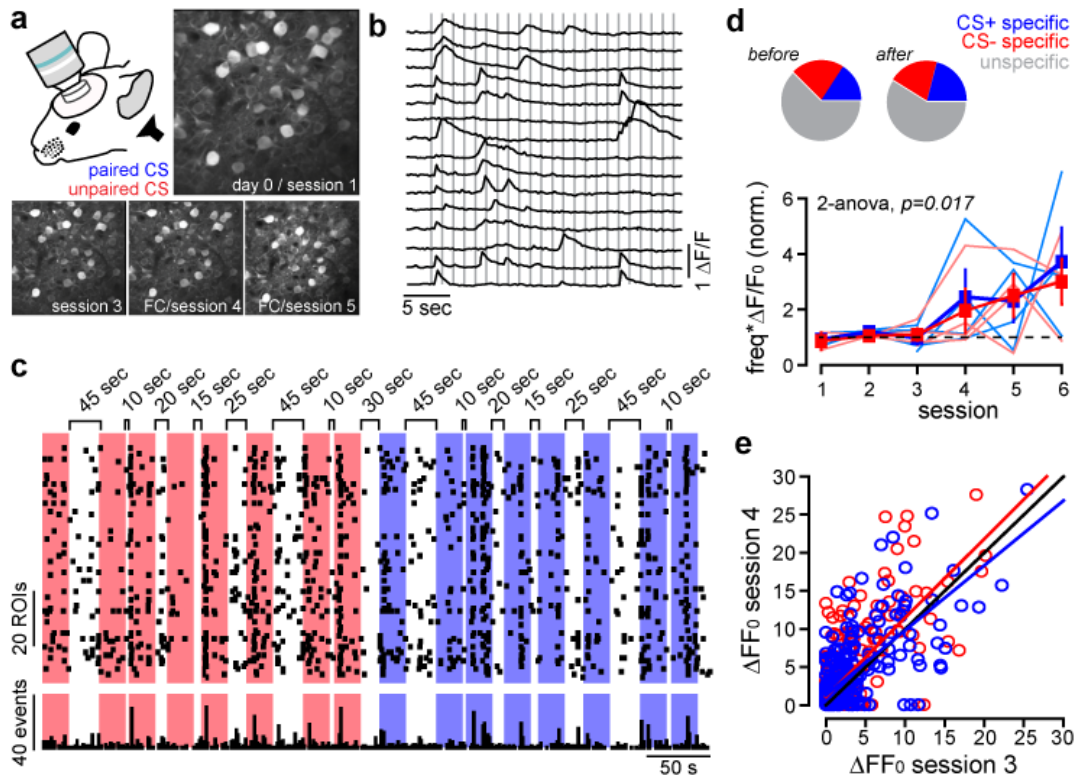 a
paired CS
unpaired CS
day 0 / session 1
session 3
FC/session 4
FC/session 5
b
1 ΔF/F
5 sec
c
45 sec
10 sec
20 sec
15 sec
25 sec
45 sec
10 sec
30 sec
45 sec
10 sec
20 sec
15 sec
25 sec
45 sec
10 sec
20 ROIs
40 events
50 s
d
CS+ specific
CS- specific
unspecific
before
after
2-anova, p=0.017
freq*ΔF/F0 (norm.)
6
4
2
0
1 2 3 4 5 6
session
e
ΔFF0 session 4
30
25
20
15
10
5
0
0 5 10 15 20 25 30
ΔFF0 session 3